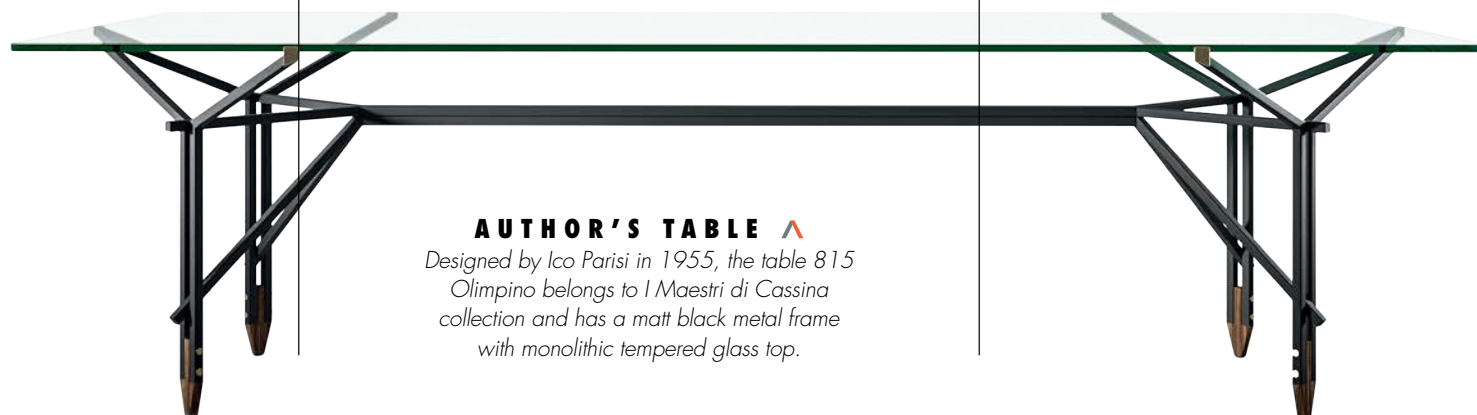 AUTHOR'S TABLE
Designed by Ico Parisi in 1955, the table 815
Olimpino belongs to I Maestri di Cassina
collection and has a matt black metal frame
with monolithic tempered glass top.